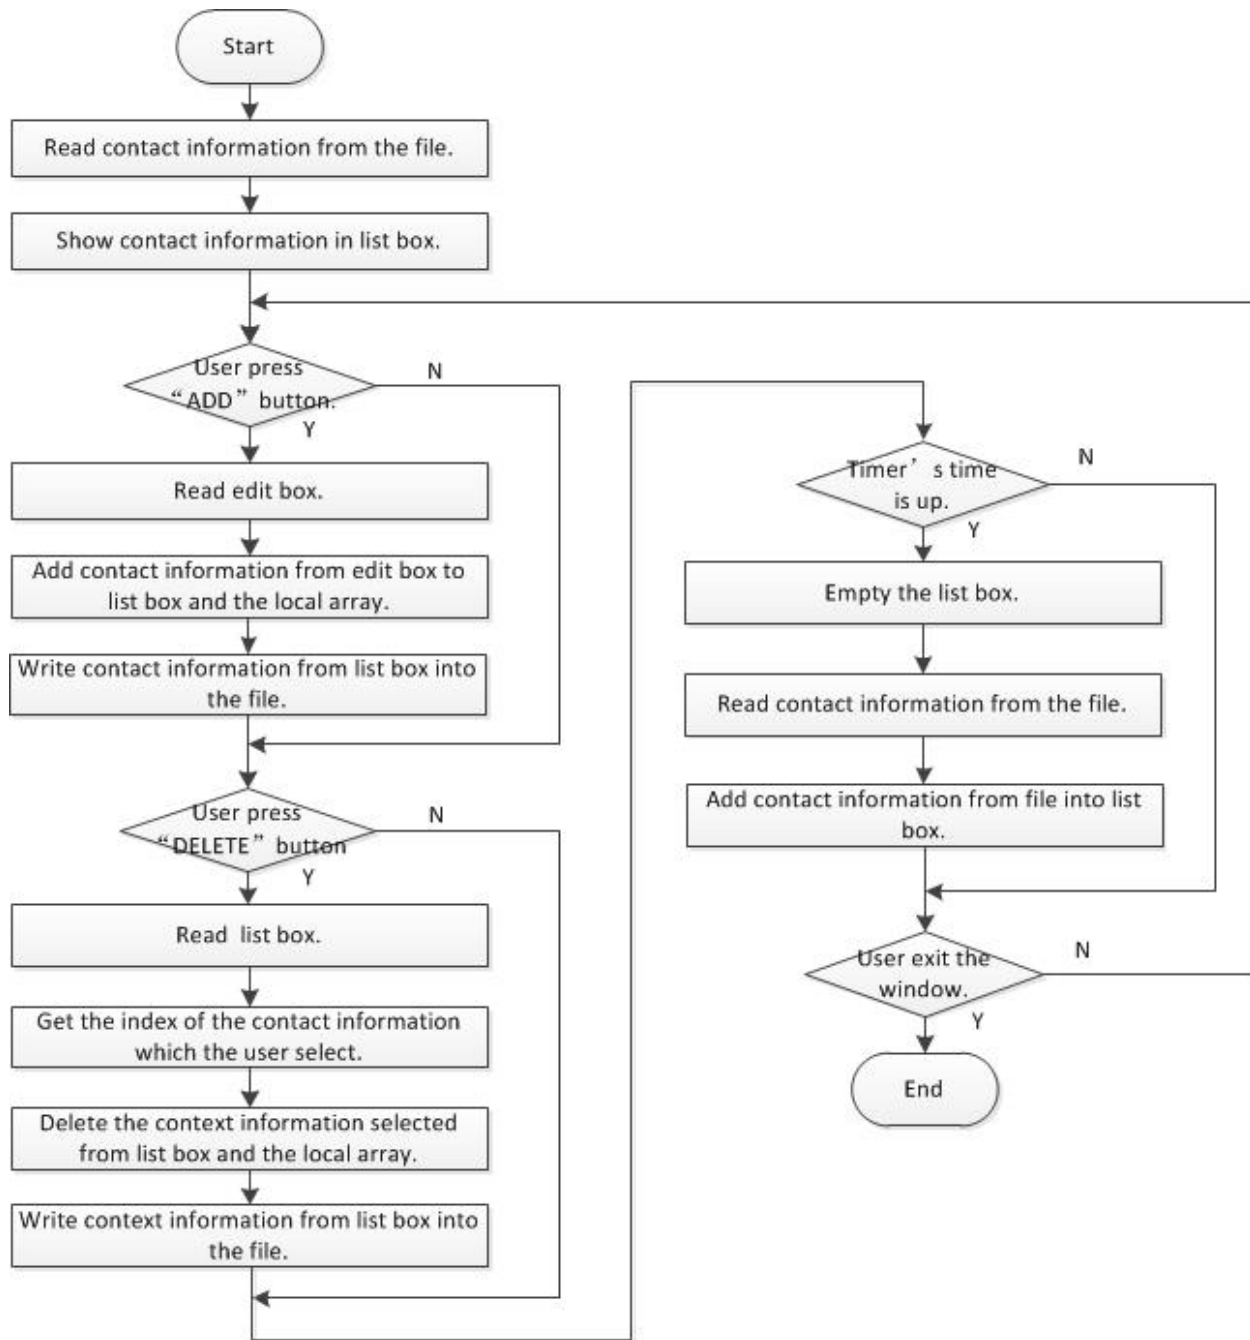 Start
Read contact information from the file.
Show contact information in list box.
User press
“ADD” button.
N
Y
Read edit box.
Add contact information from edit box to
list box and the local array.
Write contact information from list box into
the file.
User press
“DELETE” button
N
Y
Read list box.
Get the index of the contact information
which the user select.
Delete the context information selected
from list box and the local array.
Write context information from list box into
the file.
Timer’s time
is up.
N
Y
Empty the list box.
Read contact information from the file.
Add contact information from file into list
box.
User exit the
window.
N
Y
End